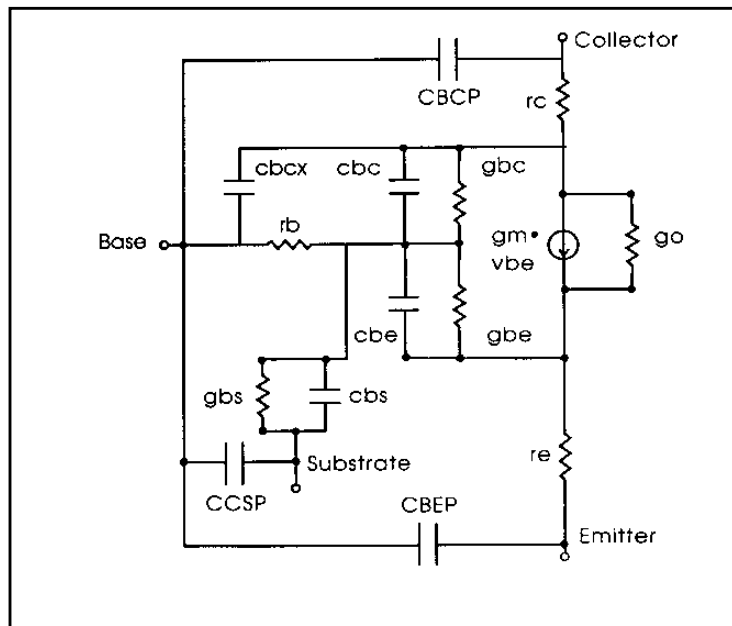 Collector
CBCP
rc
cbcx
cbc
gbc
Base
rb
gm•
vbe
go
cbe
gbe
gbs
cbs
Substrate
re
CCSP
CBEP
Emitter